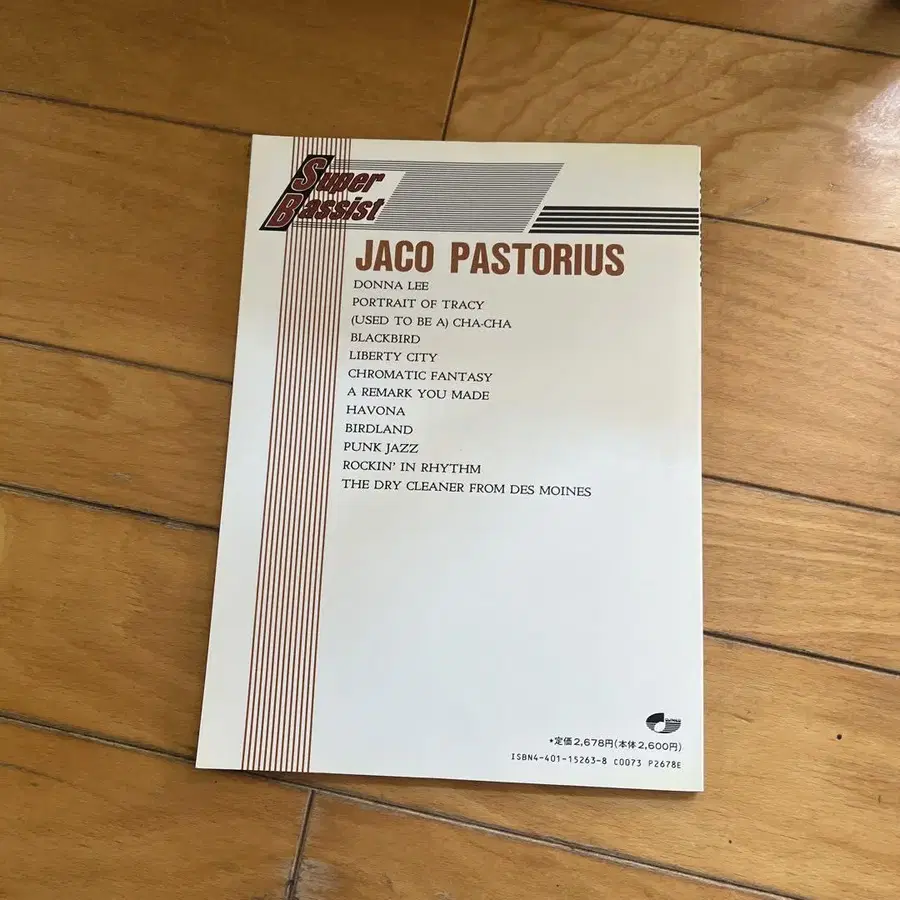 Super
Bassist
JACO PASTORIUS
DONNA LEE
PORTRAIT OF TRACY
(USED TO BE A) CHA-CHA
BLACKBIRD
LIBERTY CITY
CHROMATIC FANTASY
A REMARK YOU MADE
HAVONA
BIRDLAND
PUNK JAZZ
ROCKIN' IN RHYTHM
THE DRY CLEANER FROM DES MOINES
★定価2,678円(本体2,600円)
ISBN4-401-15263-8 C0073 P2678E